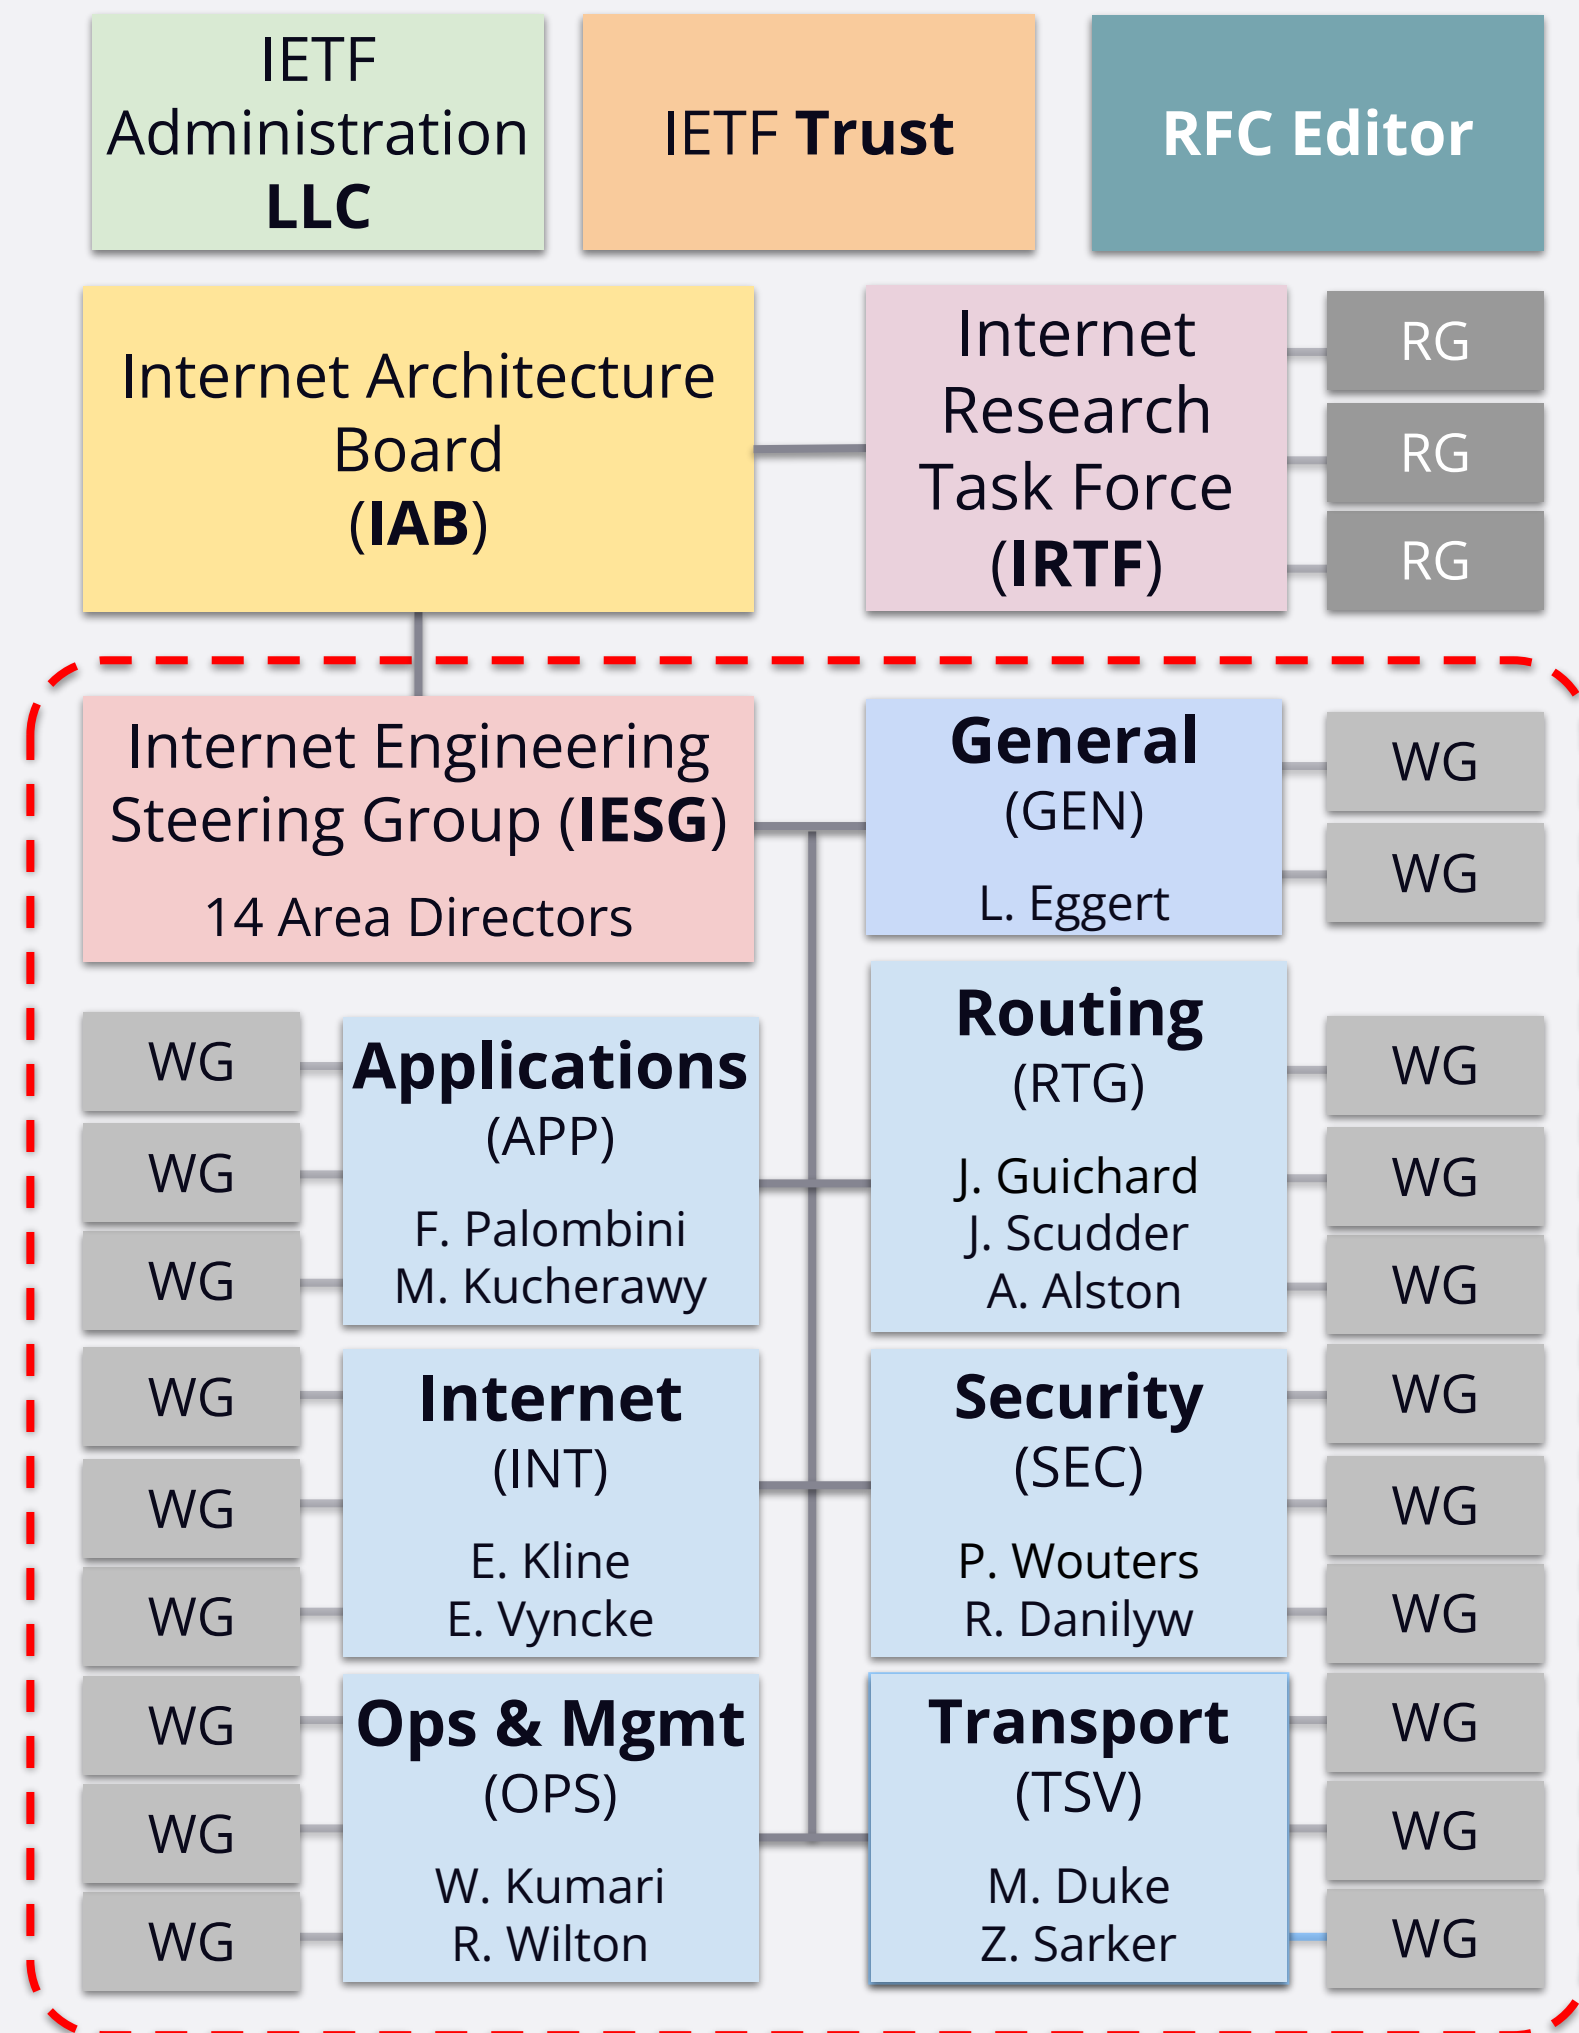 IETF
Administration
LLC
IETF Trust
RFC Editor
Internet Architecture
Board
(IAB)
Internet
Research
Task Force
(IRTF)
RG
RG
RG
Internet Engineering
Steering Group (IESG)
14 Area Directors
General
(GEN)
L. Eggert
WG
WG
WG
WG
WG
Applications
(APP)
F. Palombini
M. Kucherawy
Routing
(RTG)
J. Guichard
J. Scudder
A. Alston
WG
WG
WG
WG
WG
WG
Internet
(INT)
E. Kline
E. Vyncke
Security
(SEC)
P. Wouters
R. Danilyw
WG
WG
WG
WG
WG
WG
Ops & Mgmt
(OPS)
W. Kumari
R. Wilton
Transport
(TSV)
M. Duke
Z. Sarker
WG
WG
WG